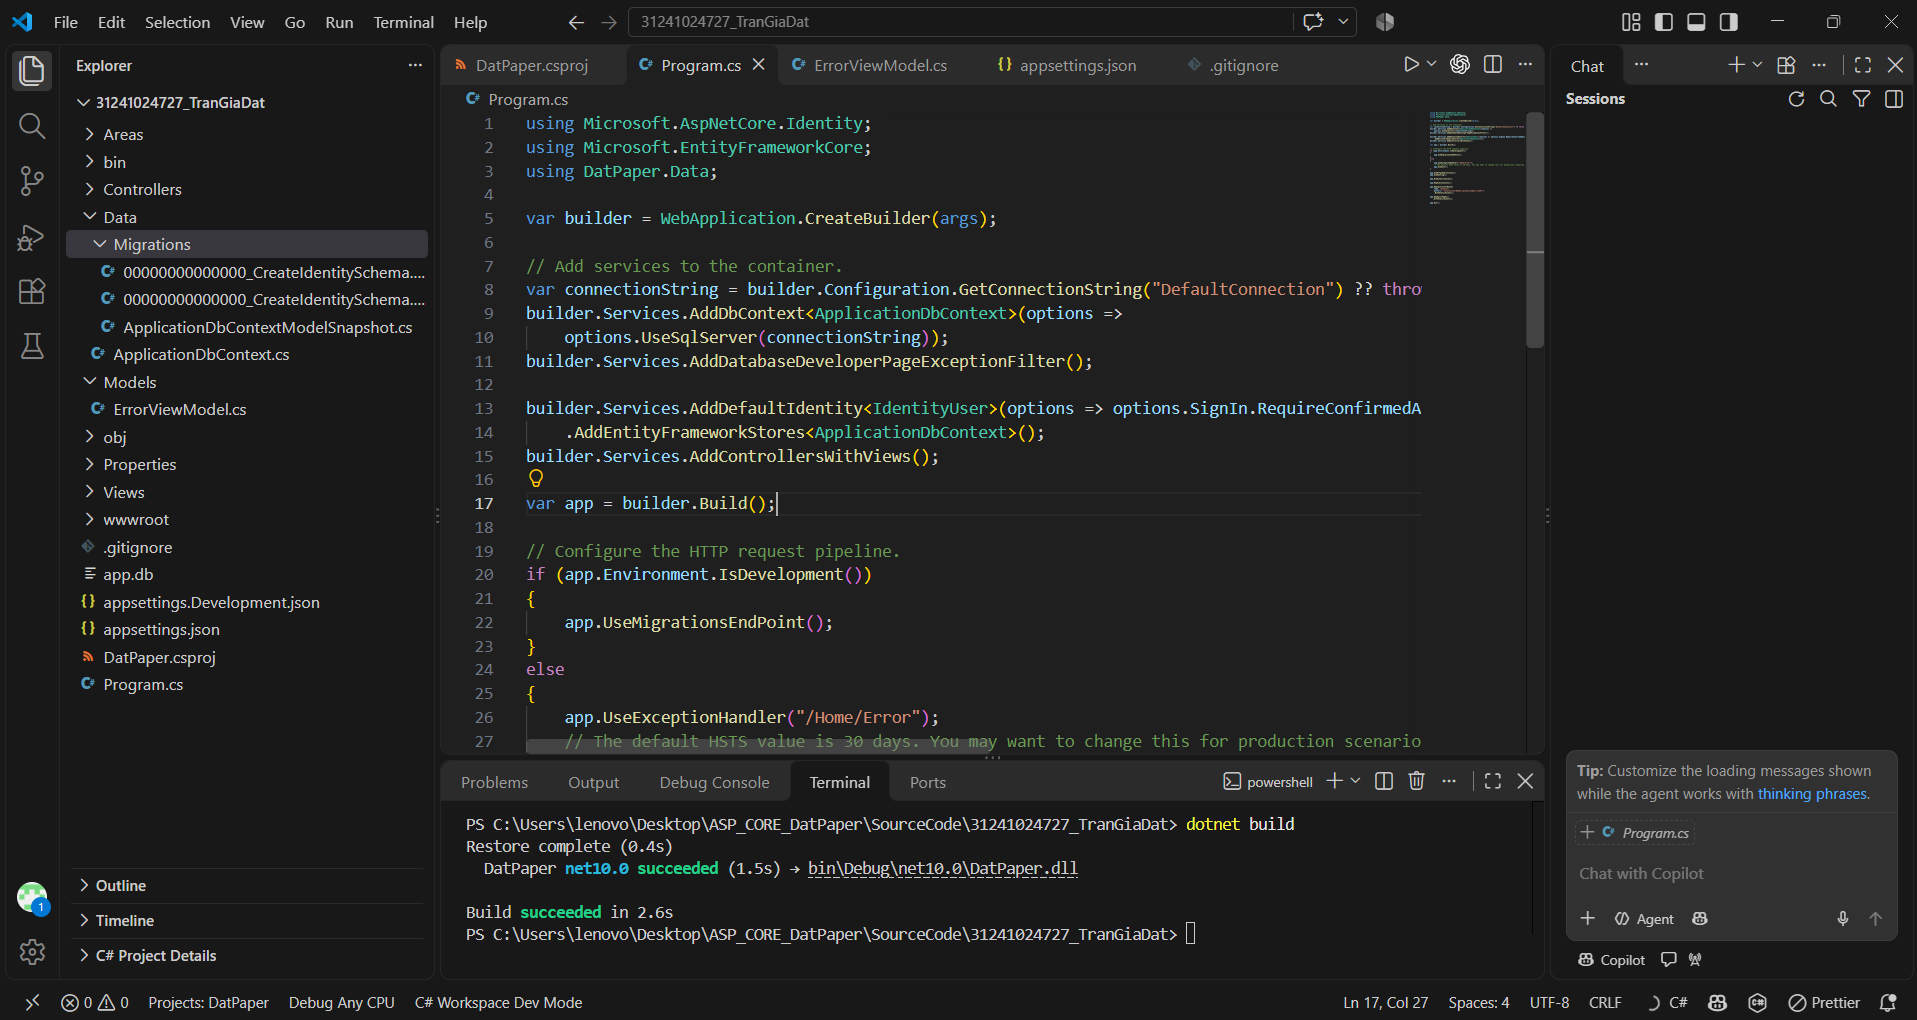 File Edit Selection View Go Run Terminal Help
31241024727_TranGiaDat
Explorer
31241024727_TranGiaDat
Areas
bin
Controllers
Data
Migrations
00000000000000_CreateIdentitySchema....
00000000000000_CreateIdentitySchema....
ApplicationDbContextModelSnapshot.cs
ApplicationDbContext.cs
Models
ErrorViewModel.cs
obj
Properties
Views
wwwroot
.gitignore
app.db
appsettings.Development.json
appsettings.json
DatPaper.csproj
Program.cs
Outline
Timeline
C# Project Details
DatPaper.csproj Program.cs ErrorViewModel.cs appsettings.json .gitignore
Program.cs
1 using Microsoft.AspNetCore.Identity;
2 using Microsoft.EntityFrameworkCore;
3 using DatPaper.Data;
4
5 var builder = WebApplication.CreateBuilder(args);
6
7 // Add services to the container.
8 var connectionString = builder.Configuration.GetConnectionString("DefaultConnection") ?? thro
9 builder.Services.AddDbContext<ApplicationDbContext>(options =>
10 options.UseSqlServer(connectionString));
11 builder.Services.AddDatabaseDeveloperPageExceptionFilter();
12
13 builder.Services.AddDefaultIdentity<IdentityUser>(options => options.SignIn.RequireConfirmedA
14 .AddEntityFrameworkStores<ApplicationDbContext>();
15 builder.Services.AddControllersWithViews();
16
17 var app = builder.Build();
18
19 // Configure the HTTP request pipeline.
20 if (app.Environment.IsDevelopment())
21 {
22 app.UseMigrationsEndPoint();
23 }
24 else
25 {
26 app.UseExceptionHandler("/Home/Error");
27 // The default HSTS value is 30 days. You may want to change this for production scenario
Problems Output Debug Console Terminal Ports
powershell
PS C:\Users\lenovo\Desktop\ASP_CORE_DatPaper\SourceCode\31241024727_TranGiaDat> dotnet build
Restore complete (0.4s)
DatPaper net10.0 succeeded (1.5s) → bin\Debug\net10.0\DatPaper.dll
Build succeeded in 2.6s
PS C:\Users\lenovo\Desktop\ASP_CORE_DatPaper\SourceCode\31241024727_TranGiaDat>
Chat
Sessions
Tip: Customize the loading messages shown
while the agent works with thinking phrases.
Program.cs
Chat with Copilot
Agent
Copilot
1
0 0 Projects: DatPaper Debug Any CPU C# Workspace Dev Mode
Ln 17, Col 27 Spaces: 4 UTF-8 CRLF C# Prettier